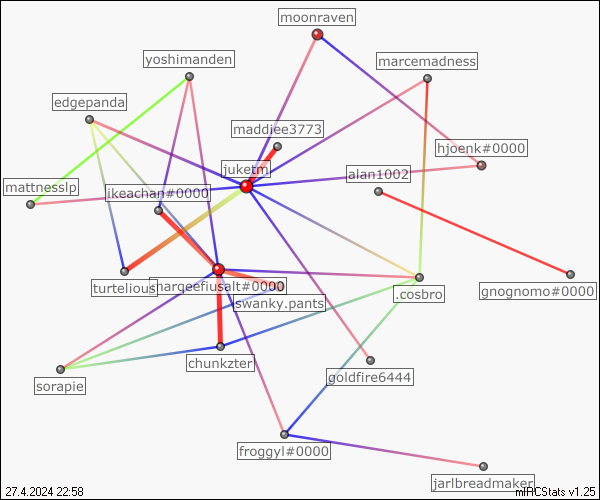 moonraven
yoshimanden
marcemadness
edgepanda
maddiee3773
hjoenk#0000
juketm
alan1002
mattnesslp
ikeachan#0000
turtelious
margeefiusalt#0000
.cosbro
gnognomo#0000
swanky.pants
chunkzter
goldfire6444
sorapie
froggyl#0000
jarlbreadmaker
27.4.2024 22:58
mIRCStats v1.25